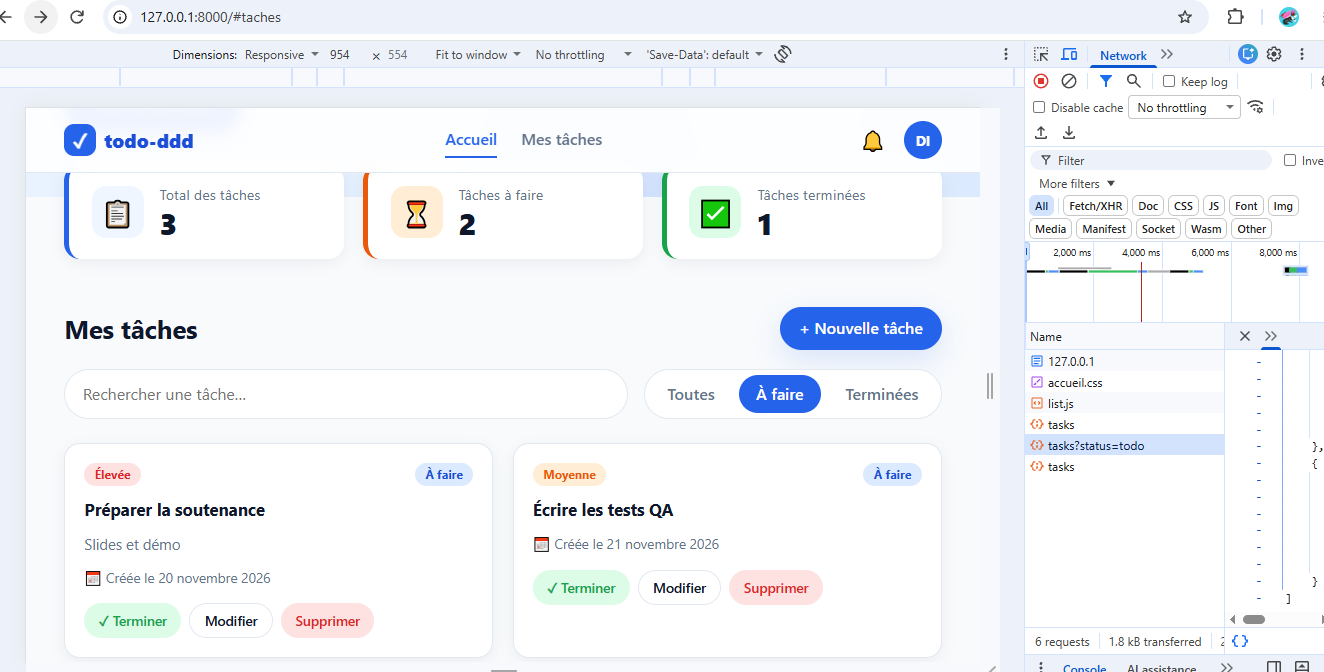 127.0.0.1:8000/#taches
Dimensions: Responsive 954 × 554 Fit to window No throttling 'Save-Data': default
Network
Keep log
Disable cache No throttling
Filter
Inve
More filters
All Fetch/XHR Doc CSS JS Font Img
Media Manifest Socket Wasm Other
2,000 ms 4,000 ms 6,000 ms 8,000 ms
Name
127.0.0.1
accueil.css
list.js
tasks
tasks?status=todo
tasks
},
{
}
]
6 requests 1.8 kB transferred 2
Console AI assistance
todo-ddd
Accueil Mes tâches
DI
Total des tâches
3
Tâches à faire
2
Tâches terminées
1
Mes tâches
+ Nouvelle tâche
Rechercher une tâche...
Toutes À faire Terminées
Élevée À faire
Préparer la soutenance
Slides et démo
Créée le 20 novembre 2026
✓ Terminer Modifier Supprimer
Moyenne À faire
Écrire les tests QA
Créée le 21 novembre 2026
✓ Terminer Modifier Supprimer